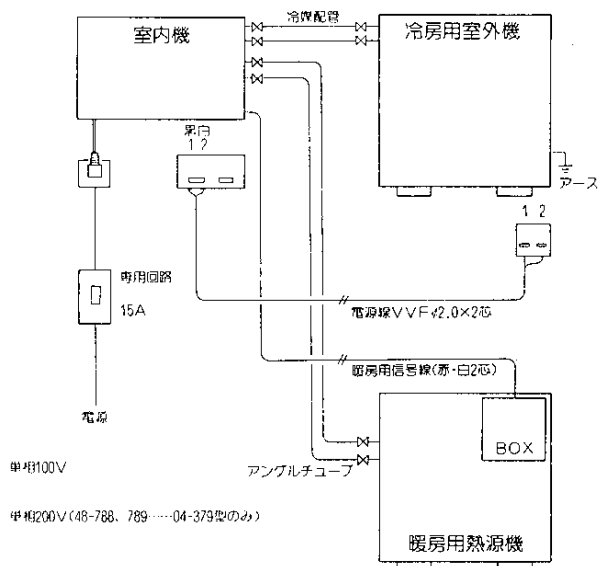 冷媒配管
室内機
冷房用室外機
黒白
1 2
アース
1 2
専用回路
15A
電源線VVF√2.0×2芯
暖房用信号線(赤・白2芯)
電源
BOX
アングルチューブ
単相100V
単相200V(48-788、789……04-379型のみ)
暖房用熱源機